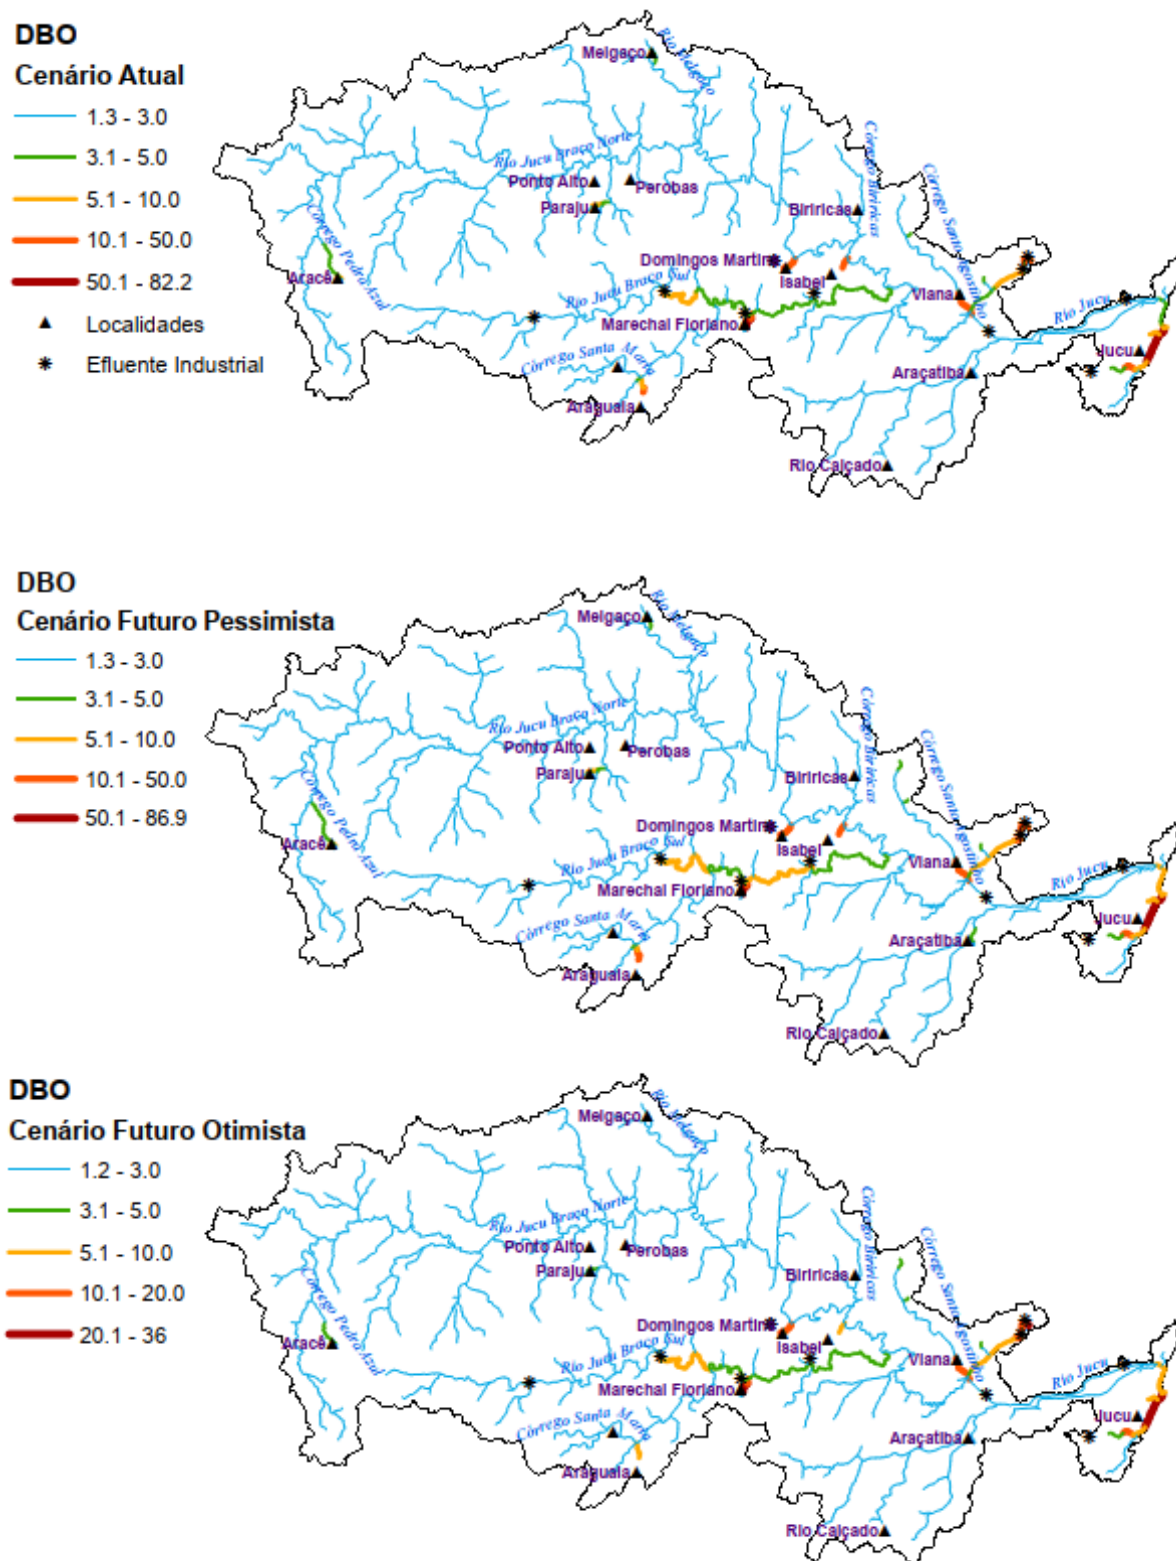 DBO
Cenário Atual
1.3 - 3.0
3.1 - 5.0
5.1 - 10.0
10.1 - 50.0
50.1 - 82.2
Localidades
Efluente Industrial
Melgaço
Rio Melgaço
Rio Jucu Braço Norte
Ponto Alto
Perobas
Paraju
Córrego Pedra Azul
Aracê
Biriricas
Córrego Biriricas
Córrego Santo Agostinho
Domingos Martins
Isabel
Viana
Rio Jucu Braço Sul
Marechal Floriano
Rio Jucu
Jucu
Córrego Santa Maria
Araguaia
Araçatiba
Rio Calçado
DBO
Cenário Futuro Pessimista
1.3 - 3.0
3.1 - 5.0
5.1 - 10.0
10.1 - 50.0
50.1 - 86.9
Melgaço
Rio Melgaço
Rio Jucu Braço Norte
Ponto Alto
Perobas
Paraju
Córrego Pedra Azul
Aracê
Biriricas
Córrego Biriricas
Córrego Santo Agostinho
Domingos Martins
Isabel
Viana
Rio Jucu Braço Sul
Marechal Floriano
Rio Jucu
Jucu
Córrego Santa Maria
Araguaia
Araçatiba
Rio Calçado
DBO
Cenário Futuro Otimista
1.2 - 3.0
3.1 - 5.0
5.1 - 10.0
10.1 - 20.0
20.1 - 36
Melgaço
Rio Melgaço
Rio Jucu Braço Norte
Ponto Alto
Perobas
Paraju
Córrego Pedra Azul
Aracê
Biriricas
Córrego Biriricas
Córrego Santo Agostinho
Domingos Martins
Isabel
Viana
Rio Jucu Braço Sul
Marechal Floriano
Rio Jucu
Jucu
Córrego Santa Maria
Araguaia
Araçatiba
Rio Calçado